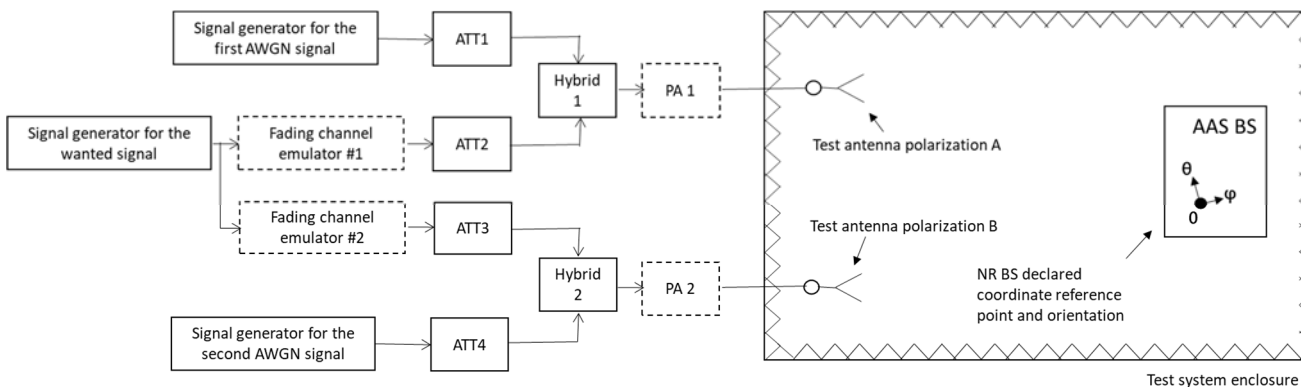 Signal generator for the
the first AWGN signal
ATT1
Hybrid
1
PA 1
Signal generator for the
wanted signal
Fading channel
emulator #1
ATT2
Test antenna polarization A
AAS BS
θ
φ
0
Fading channel
emulator #2
ATT3
Test antenna polarization B
Hybrid
2
PA 2
NR BS declared
coordinate reference
point and orientation
Signal generator for the
second AWGN signal
ATT4
Test system enclosure